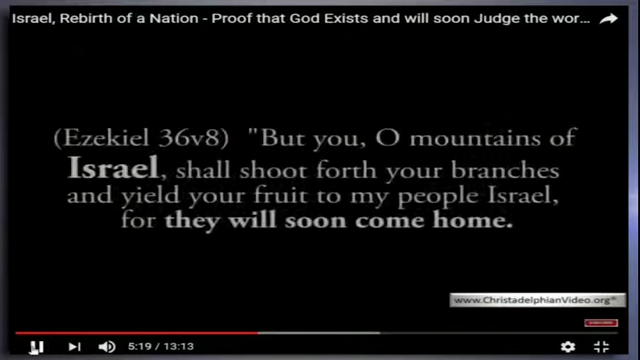 Israel, Rebirth of a Nation - Proof that God Exists and will soon Judge the wor...
(Ezekiel 36v8) "But you, O mountains of
Israel, shall shoot forth your branches
and yield your fruit to my people Israel,
for they will soon come home.
www.ChristadelphianVideo.org
5:19 / 13:13